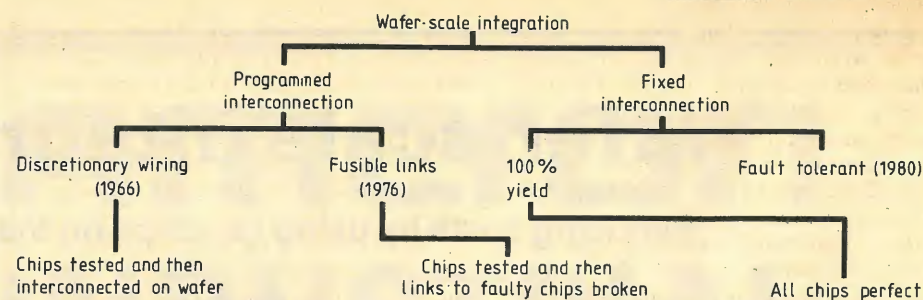 Wafer-scale integration
Programmed
interconnection
Fixed
interconnection
Discretionary wiring
(1966)
Fusible links
(1976)
100%
yield
Fault tolerant (1980)
Chips tested and then
interconnected on wafer
Chips tested and then
links to faulty chips broken
All chips perfect